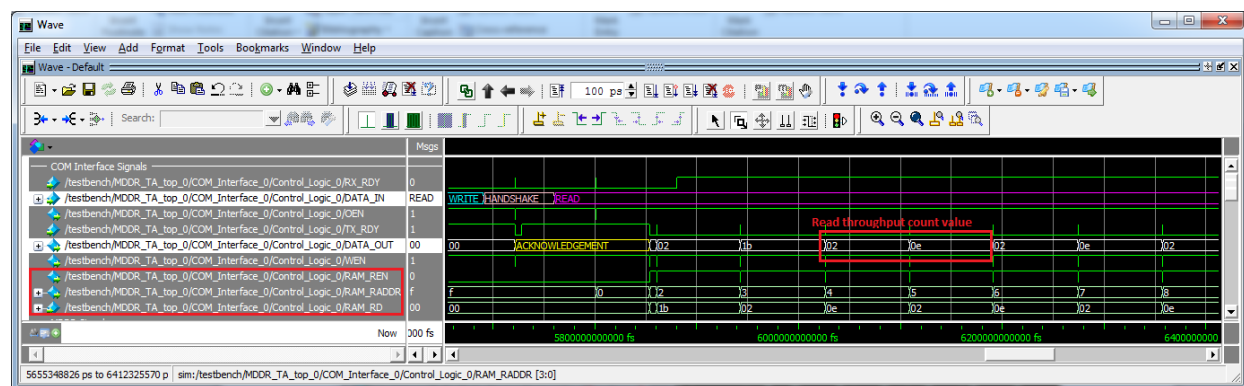 Wave
File Edit View Add Format Tools Bookmarks Window Help
Wave - Default
100 ps
Search:
Msgs
COM Interface Signals
/testbench/MDDR_TA_top_0/COM_Interface_0/Control_Logic_0/RX_RDY 0
/testbench/MDDR_TA_top_0/COM_Interface_0/Control_Logic_0/DATA_IN READ WRITE HANDSHAKE READ
/testbench/MDDR_TA_top_0/COM_Interface_0/Control_Logic_0/OEN 1
Read throughput count value
/testbench/MDDR_TA_top_0/COM_Interface_0/Control_Logic_0/TX_RDY 1
/testbench/MDDR_TA_top_0/COM_Interface_0/Control_Logic_0/DATA_OUT 00 00 ACKNOWLEDGEMENT 02 1b 02 0e 02 0e 02
/testbench/MDDR_TA_top_0/COM_Interface_0/Control_Logic_0/WEN 1
/testbench/MDDR_TA_top_0/COM_Interface_0/Control_Logic_0/RAM_REN 0
/testbench/MDDR_TA_top_0/COM_Interface_0/Control_Logic_0/RAM_RADDR f f 0 2 3 4 5 6 7 8
/testbench/MDDR_TA_top_0/COM_Interface_0/Control_Logic_0/RAM_RD 00 00 1b 02 0e 02 0e 02 0e
Now 000 fs 5800000000000 fs 6000000000000 fs 6200000000000 fs 6400000000
5655348826 ps to 6412325570 p sim:/testbench/MDDR_TA_top_0/COM_Interface_0/Control_Logic_0/RAM_RADDR [3:0]